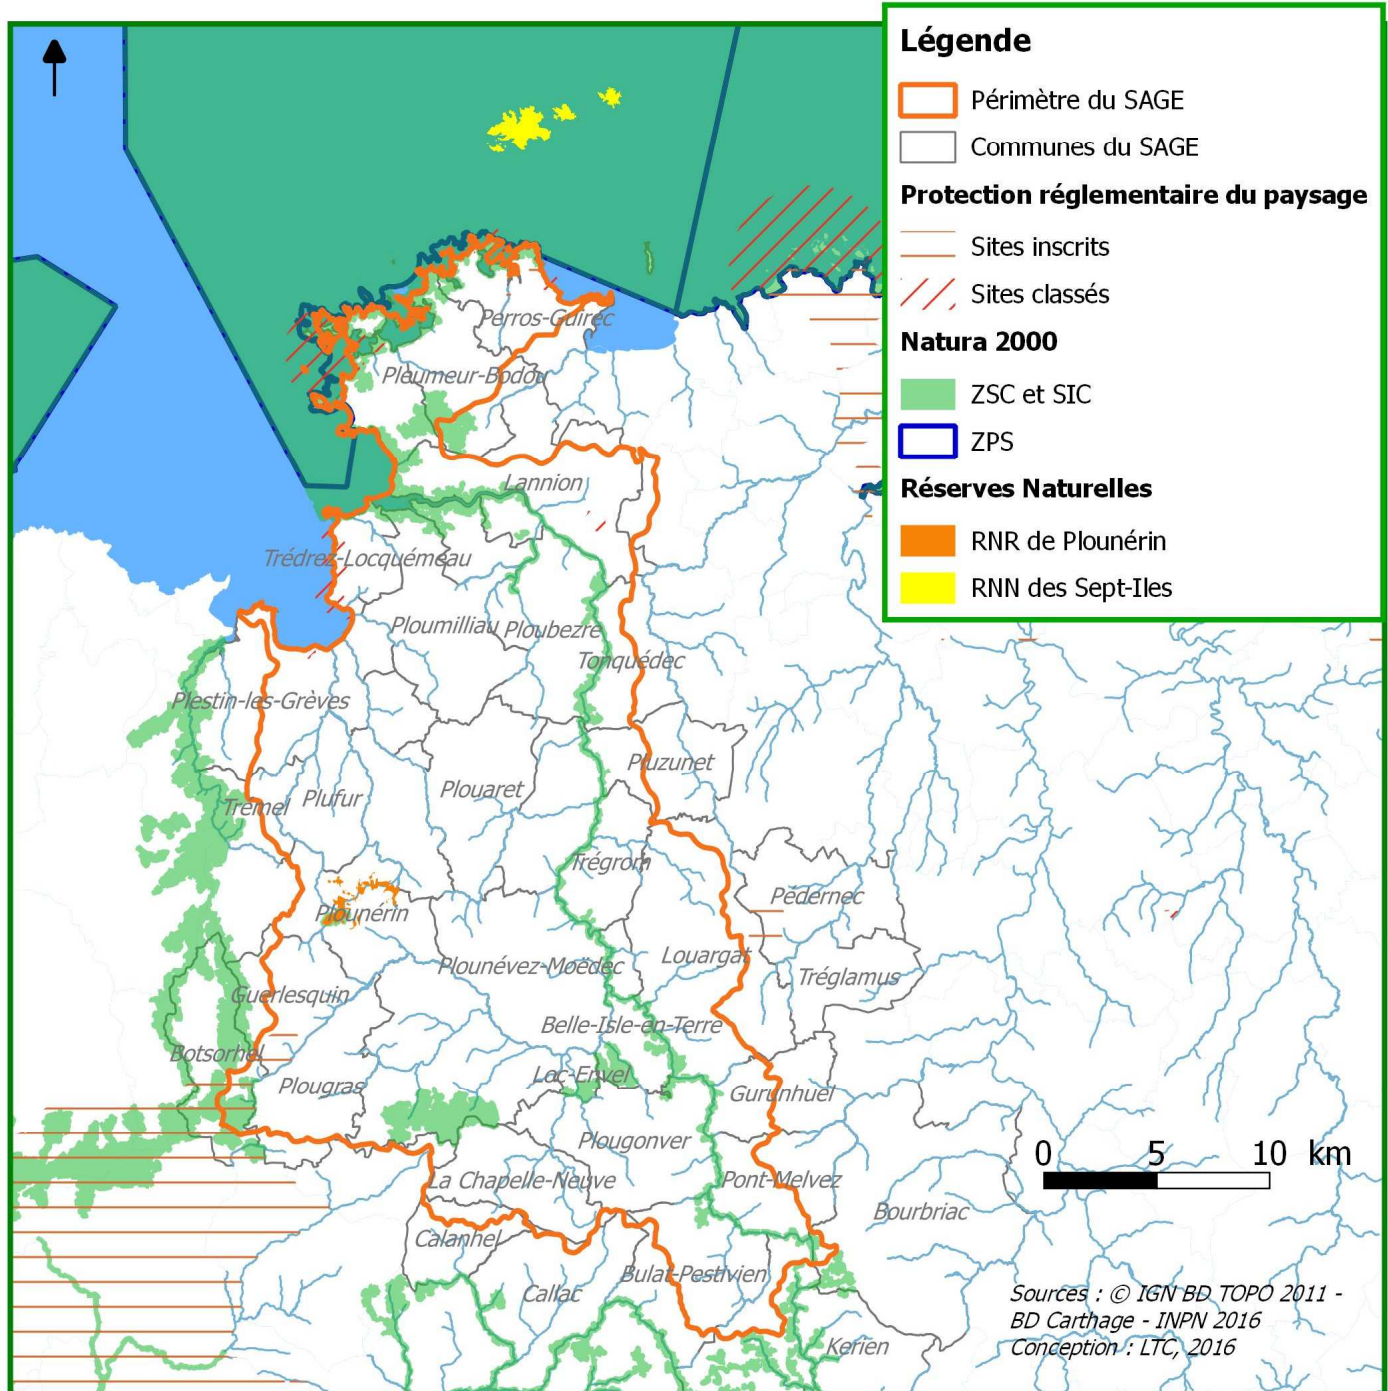 Légende
Périmètre du SAGE
Communes du SAGE
Protection réglementaire du paysage
Sites inscrits
Sites classés
Natura 2000
ZSC et SIC
ZPS
Réserves Naturelles
RNR de Plounérin
RNN des Sept-Iles
Perros-Guirec
Pleumeur-Bodou
Lannion
Trédrez-Locquémeau
Ploumilliau
Ploubezre
Tonquédec
Plestin-les-Grèves
Pluzunet
Plouaret
Plufur
Trémel
Trégrom
Pédernec
Plounérin
Louargat
Plounévez-Moëdec
Tréglamus
Guerlesquin
Belle-Isle-en-Terre
Botsorhel
Loc-Envel
Plougras
Gurunhuel
Plougonver
La Chapelle-Neuve
Pont-Melvez
Bourbriac
Calanhel
Bulat-Pestivien
Callac
Kerien
0 5 10 km
Sources : © IGN BD TOPO 2011 -
BD Carthage - INPN 2016
Conception : LTC, 2016